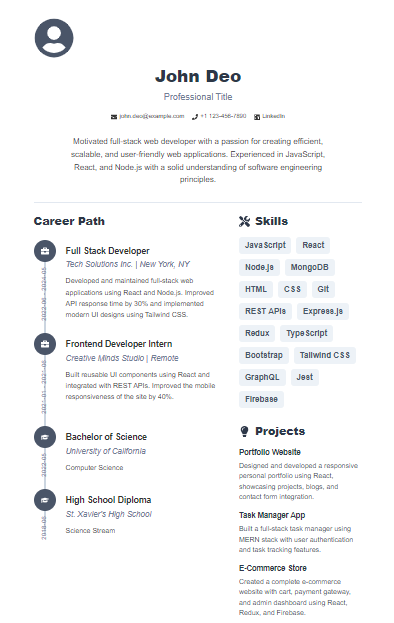 John Deo
Professional Title
john.deo@example.com +1 123-456-7890 LinkedIn
Motivated full-stack web developer with a passion for creating efficient,
scalable, and user-friendly web applications. Experienced in JavaScript,
React, and Node.js with a solid understanding of software engineering
principles.
Career Path
Full Stack Developer
Tech Solutions Inc. | New York, NY
Developed and maintained full-stack web
applications using React and Node.js. Improved
API response time by 30% and implemented
modern UI designs using Tailwind CSS.
Frontend Developer Intern
Creative Minds Studio | Remote
Built reusable UI components using React and
integrated with REST APIs. Improved the mobile
responsiveness of the site by 40%.
Bachelor of Science
University of California
Computer Science
2022-05
High School Diploma
St. Xavier's High School
Science Stream
Skills
JavaScript React
Node.js MongoDB
HTML CSS Git
REST APIs Express.js
Redux TypeScript
Bootstrap Tailwind CSS
GraphQL Jest
Firebase
Projects
Portfolio Website
Designed and developed a responsive
personal portfolio using React,
showcasing projects, blogs, and
contact form integration.
Task Manager App
Built a full-stack task manager using
MERN stack with user authentication
and task tracking features.
E-Commerce Store
Created a complete e-commerce
website with cart, payment gateway,
and admin dashboard using React,
Redux, and Firebase.